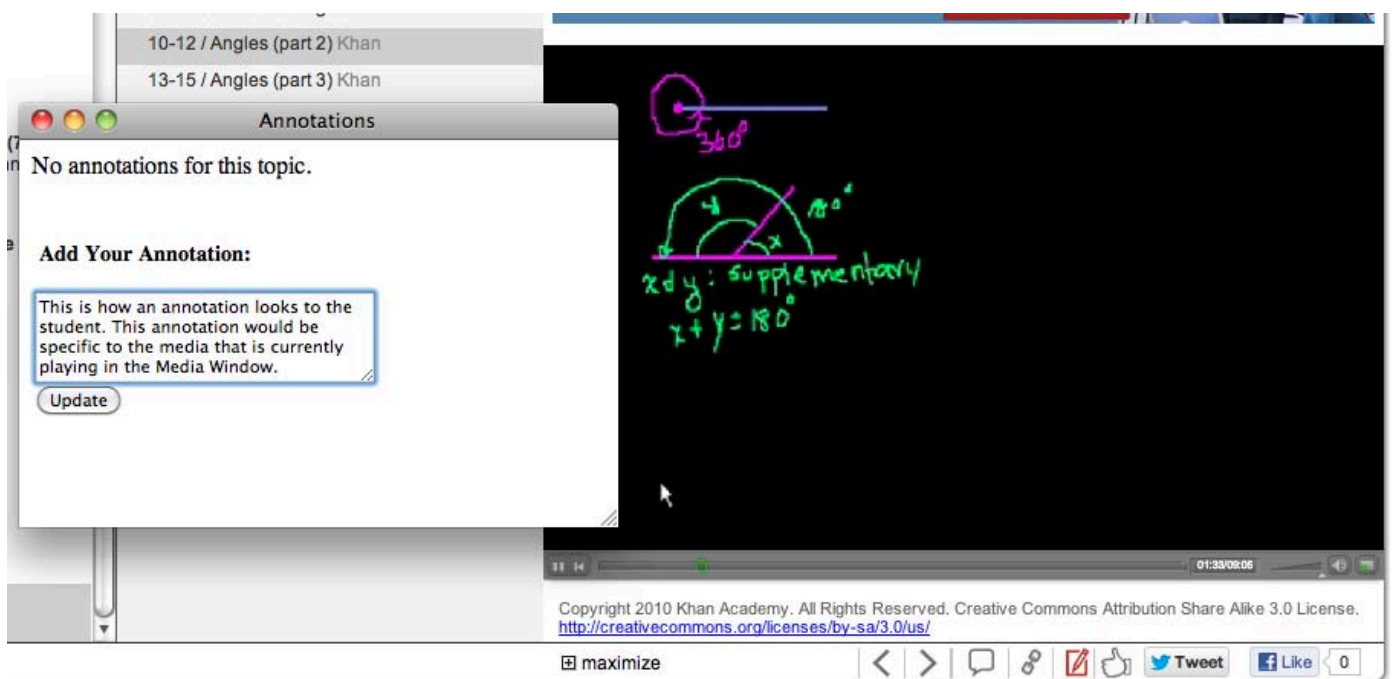 10-12 / Angles (part 2) Khan
13-15 / Angles (part 3) Khan
Annotations
No annotations for this topic.
Add Your Annotation:
This is how an annotation looks to the
student. This annotation would be
specific to the media that is currently
playing in the Media Window.
Update
360°
180°
y
x
x d y: supplementary
x + y = 180°
01:33/09:05
Copyright 2010 Khan Academy. All Rights Reserved. Creative Commons Attribution Share Alike 3.0 License.
http://creativecommons.org/licenses/by-sa/3.0/us/
maximize
Tweet
Like
0